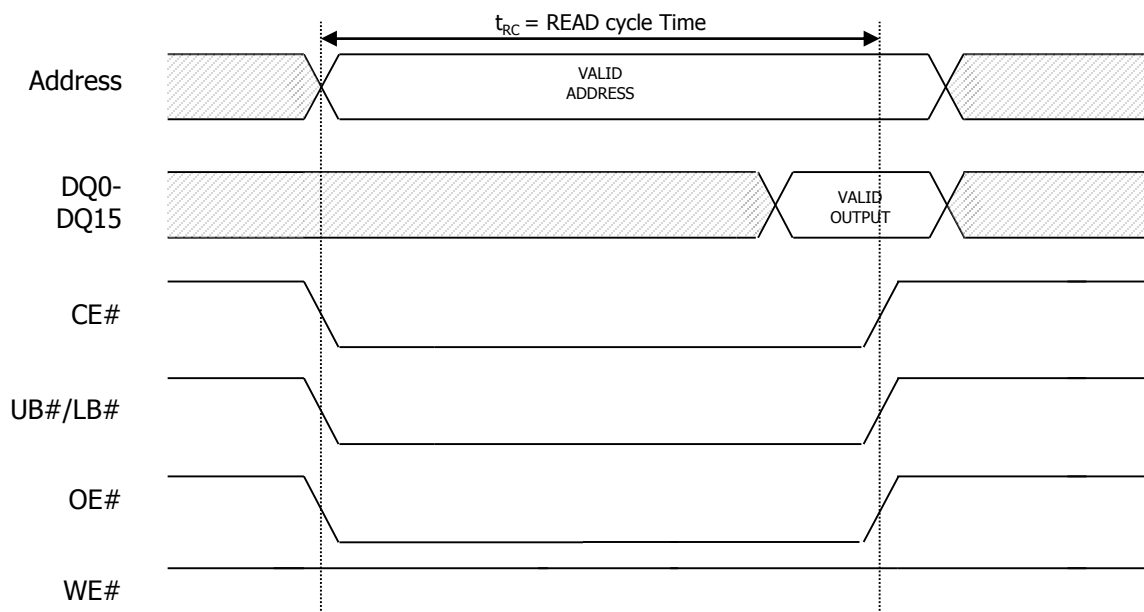 tRC = READ cycle Time
Address
VALID
ADDRESS
DQ0-
DQ15
VALID
OUTPUT
CE#
UB#/LB#
OE#
WE#